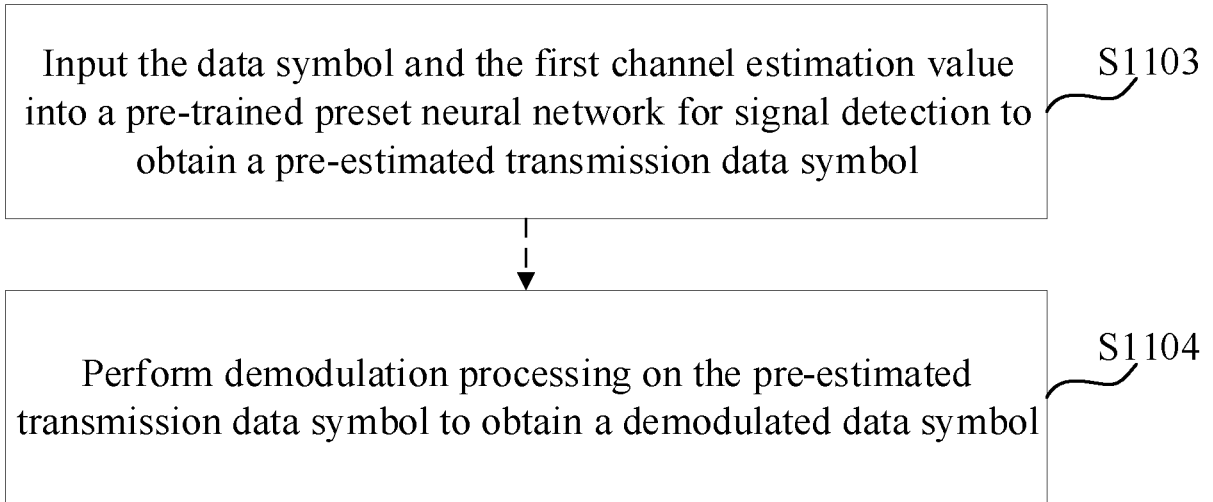 Input the data symbol and the first channel estimation value
into a pre-trained preset neural network for signal detection to
obtain a pre-estimated transmission data symbol
S1103
Perform demodulation processing on the pre-estimated
transmission data symbol to obtain a demodulated data symbol
S1104